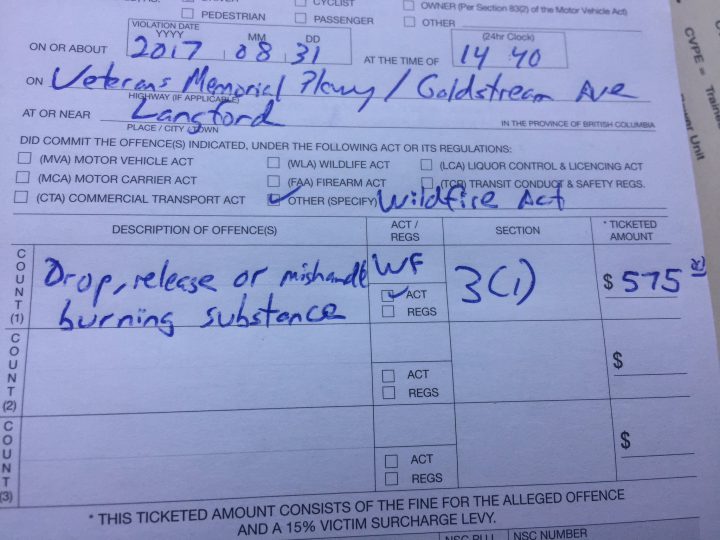 CYCLIST
OWNER (Per Section 83(2) of the Motor Vehicle Act)
PEDESTRIAN
PASSENGER
OTHER
VIOLATION DATE
YYYY MM DD
(24hr Clock)
ON OR ABOUT 2017 08 31 AT THE TIME OF 14 40
ON Veterans Memorial Pkwy / Goldstream Ave
HIGHWAY (IF APPLICABLE)
AT OR NEAR Langford
PLACE / CITY / TOWN
IN THE PROVINCE OF BRITISH COLUMBIA
DID COMMIT THE OFFENCE(S) INDICATED, UNDER THE FOLLOWING ACT OR ITS REGULATIONS:
(MVA) MOTOR VEHICLE ACT (WLA) WILDLIFE ACT (LCA) LIQUOR CONTROL & LICENCING ACT
(MCA) MOTOR CARRIER ACT (FAA) FIREARM ACT (TCR) TRANSIT CONDUCT & SAFETY REGS.
(CTA) COMMERCIAL TRANSPORT ACT OTHER (SPECIFY) Wildfire Act
DESCRIPTION OF OFFENCE(S) ACT / REGS SECTION * TICKETED AMOUNT
COUNT (1) Drop, release or mishandle WF 3(1) $ 575
burning substance
ACT
REGS
COUNT (2)
$
ACT
REGS
COUNT (3)
$
ACT
REGS
* THIS TICKETED AMOUNT CONSISTS OF THE FINE FOR THE ALLEGED OFFENCE
AND A 15% VICTIM SURCHARGE LEVY.
NSC NUMBER
CVPE =